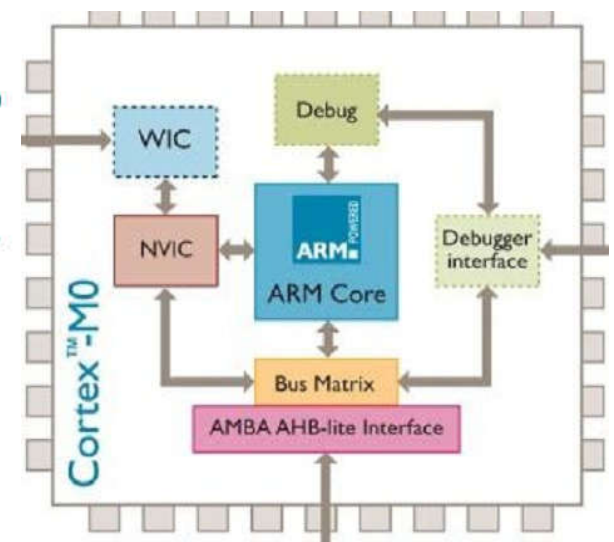 WIC
Debug
NVIC
ARM
POWERED
ARM Core
Debugger
interface
Bus Matrix
AMBA AHB-lite Interface
Cortex™-M0